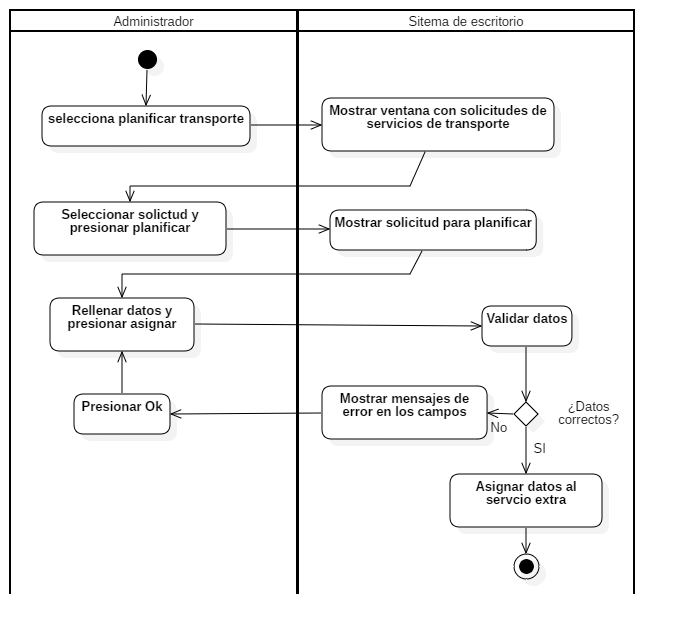 Administrador
Sitema de escritorio
selecciona planificar transporte
Mostrar ventana con solicitudes de
servicios de transporte
Seleccionar solictud y
presionar planificar
Mostrar solicitud para planificar
Rellenar datos y
presionar asignar
Validar datos
Presionar Ok
Mostrar mensajes de
error en los campos
No
¿Datos
correctos?
SI
Asignar datos al
servcio extra